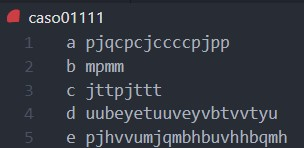 caso01111
1 a pjqcpcjccccpjpp
2 b mpmm
3 c jttpjttt
4 d uubeyetuuveyvbtvvtyu
5 e pjhvvumjqmbhbuvhhbqmh